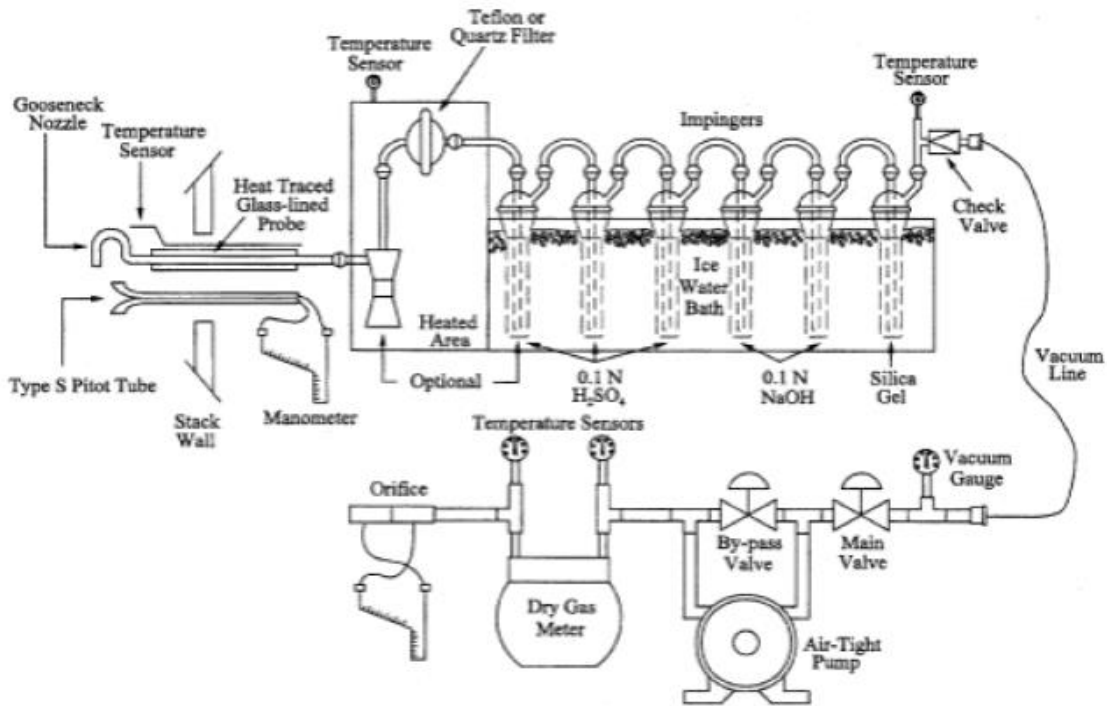 Teflon or
Quartz Filter
Temperature
Sensor
Temperature
Sensor
Gooseneck
Nozzle
Temperature
Sensor
Impingers
Heat Traced
Glass-lined
Probe
Check
Valve
Ice
Water
Bath
Heated
Area
Type S Pitot Tube
Optional
0.1 N
H₂SO₄
0.1 N
NaOH
Silica
Gel
Vacuum
Line
Stack
Wall
Manometer
Temperature Sensors
Vacuum
Gauge
Orifice
By-pass
Valve
Main
Valve
Dry Gas
Meter
Air-Tight
Pump